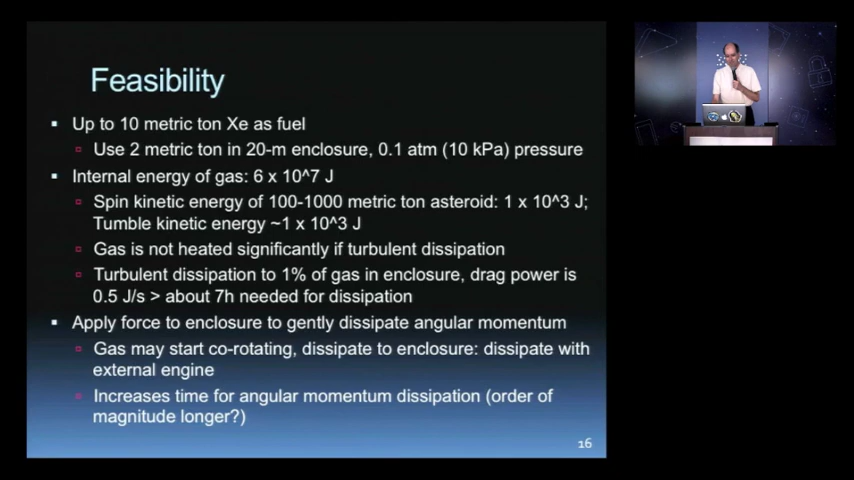 Feasibility
Up to 10 metric ton Xe as fuel
Use 2 metric ton in 20-m enclosure, 0.1 atm (10 kPa) pressure
Internal energy of gas: 6 x 10^7 J
Spin kinetic energy of 100-1000 metric ton asteroid: 1 x 10^3 J;
Tumble kinetic energy ~1 x 10^3 J
Gas is not heated significantly if turbulent dissipation
Turbulent dissipation to 1% of gas in enclosure, drag power is
0.5 J/s > about 7h needed for dissipation
Apply force to enclosure to gently dissipate angular momentum
Gas may start co-rotating, dissipate to enclosure: dissipate with
external engine
Increases time for angular momentum dissipation (order of
magnitude longer?)
16